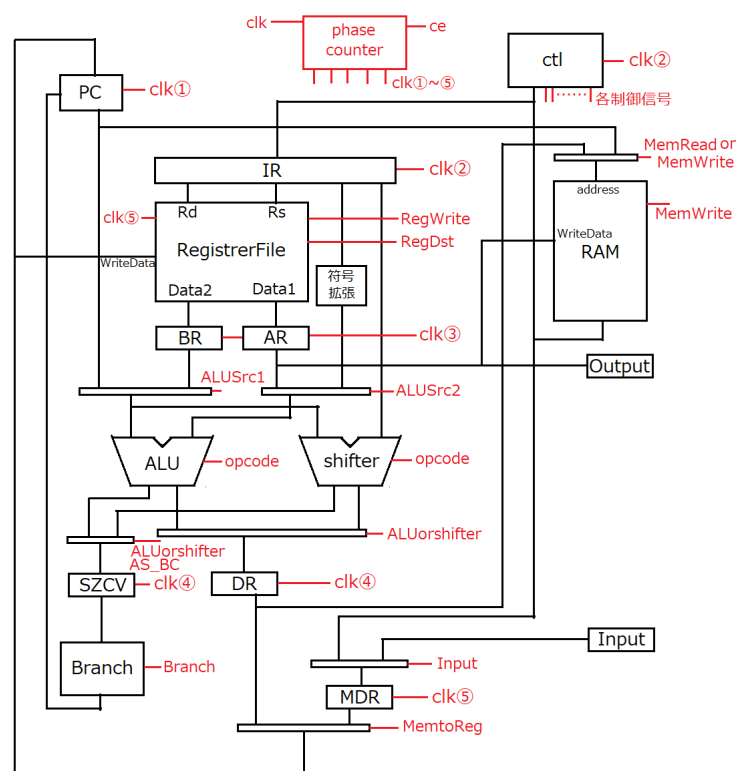 clk
phase
counter
ce
clk①~⑤
ctl
clk②
各制御信号
PC
clk①
MemRead or
MemWrite
IR
clk②
address
Rd
Rs
clk⑤
RegWrite
MemWrite
RegistrerFile
RegDst
WriteData
RAM
WriteData
符号
拡張
Data2
Data1
BR
AR
clk③
Output
ALUSrc1
ALUSrc2
ALU
opcode
shifter
opcode
ALUorshifter
ALUorshifter
AS_BC
SZCV
clk④
DR
clk④
Input
Branch
Branch
Input
MDR
clk⑤
MemtoReg